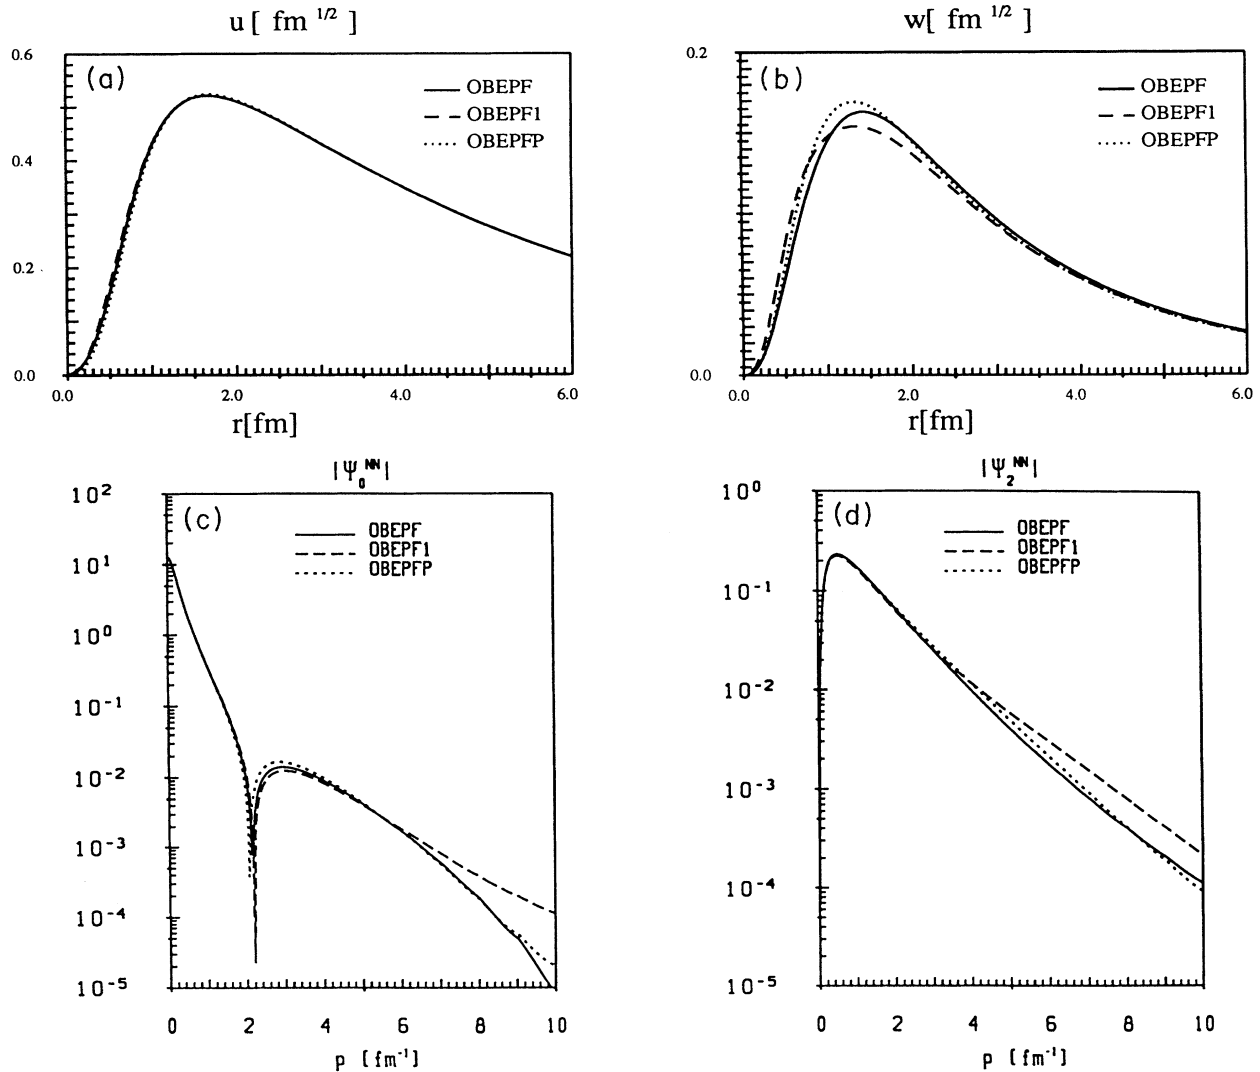 u [ fm 1/2 ]
0.6
(a)
OBEPF
OBEPF1
OBEPFP
0.4
0.2
0.0
0.0 2.0 4.0 6.0
r[fm]
w[ fm 1/2 ]
0.2
(b)
OBEPF
OBEPF1
OBEPFP
0.0
0.0 2.0 4.0 6.0
r[fm]
|Ψ₀ᴺᴺ|
10²
(c)
OBEPF
OBEPF1
OBEPFP
10¹
10⁰
10⁻¹
10⁻²
10⁻³
10⁻⁴
10⁻⁵
0 2 4 6 8 10
p [fm⁻¹]
|Ψ₂ᴺᴺ|
10⁰
(d)
OBEPF
OBEPF1
OBEPFP
10⁻¹
10⁻²
10⁻³
10⁻⁴
10⁻⁵
0 2 4 6 8 10
p [fm⁻¹]